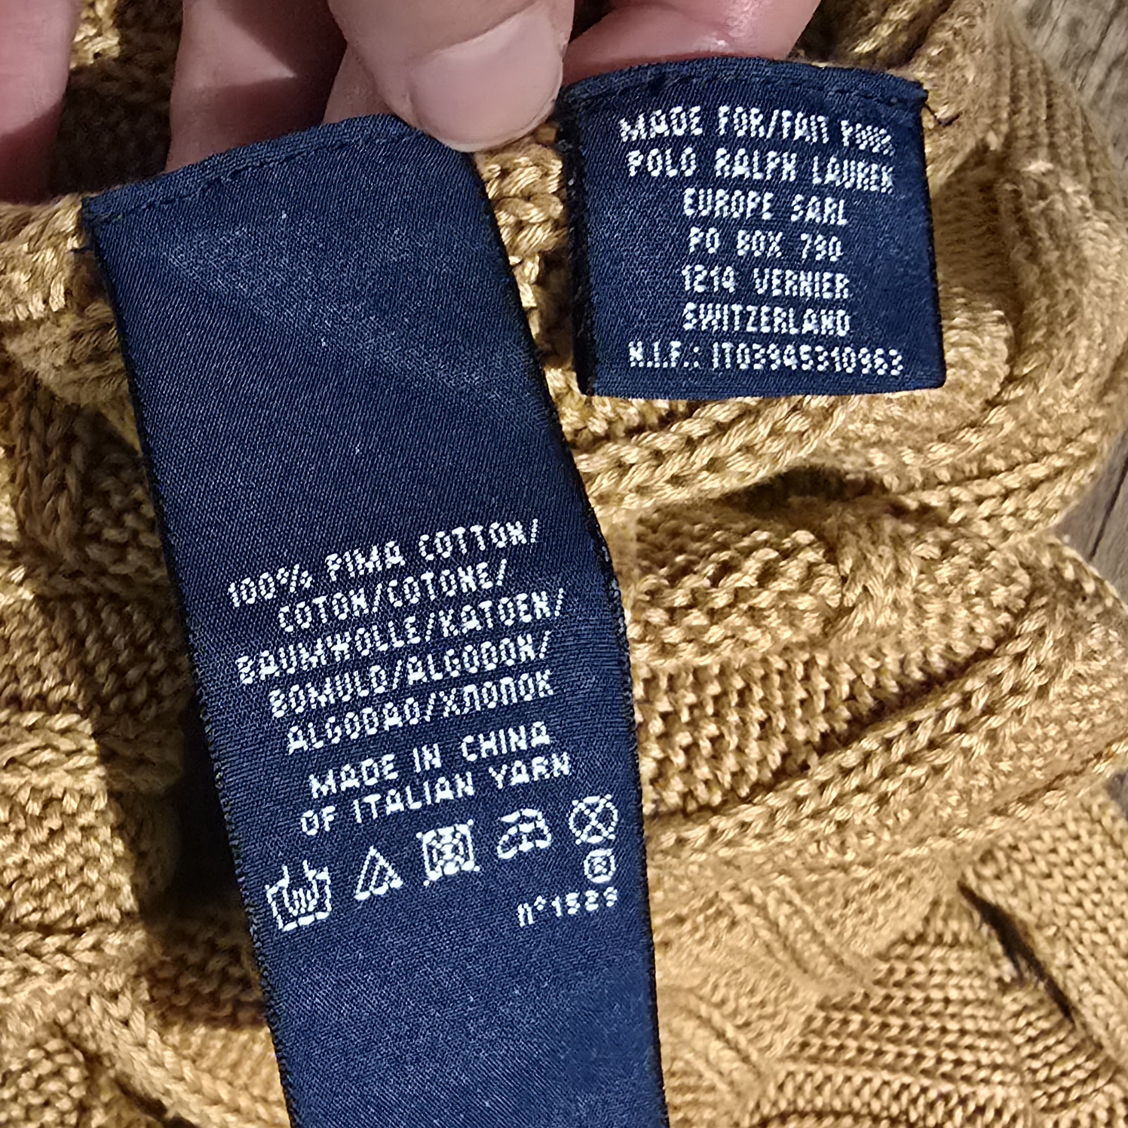 MADE FOR/FAIT POUR
POLO RALPH LAUREN
EUROPE SARL
PO BOX 790
1214 VERNIER
SWITZERLAND
N.I.F.: IT03945310963
100% PIMA COTTON/
COTON/COTONE/
BAUMWOLLE/KATOEN/
BOMULD/ALGODON/
ALGODAO/ХЛОПОК
MADE IN CHINA
OF ITALIAN YARN
®
n°1529